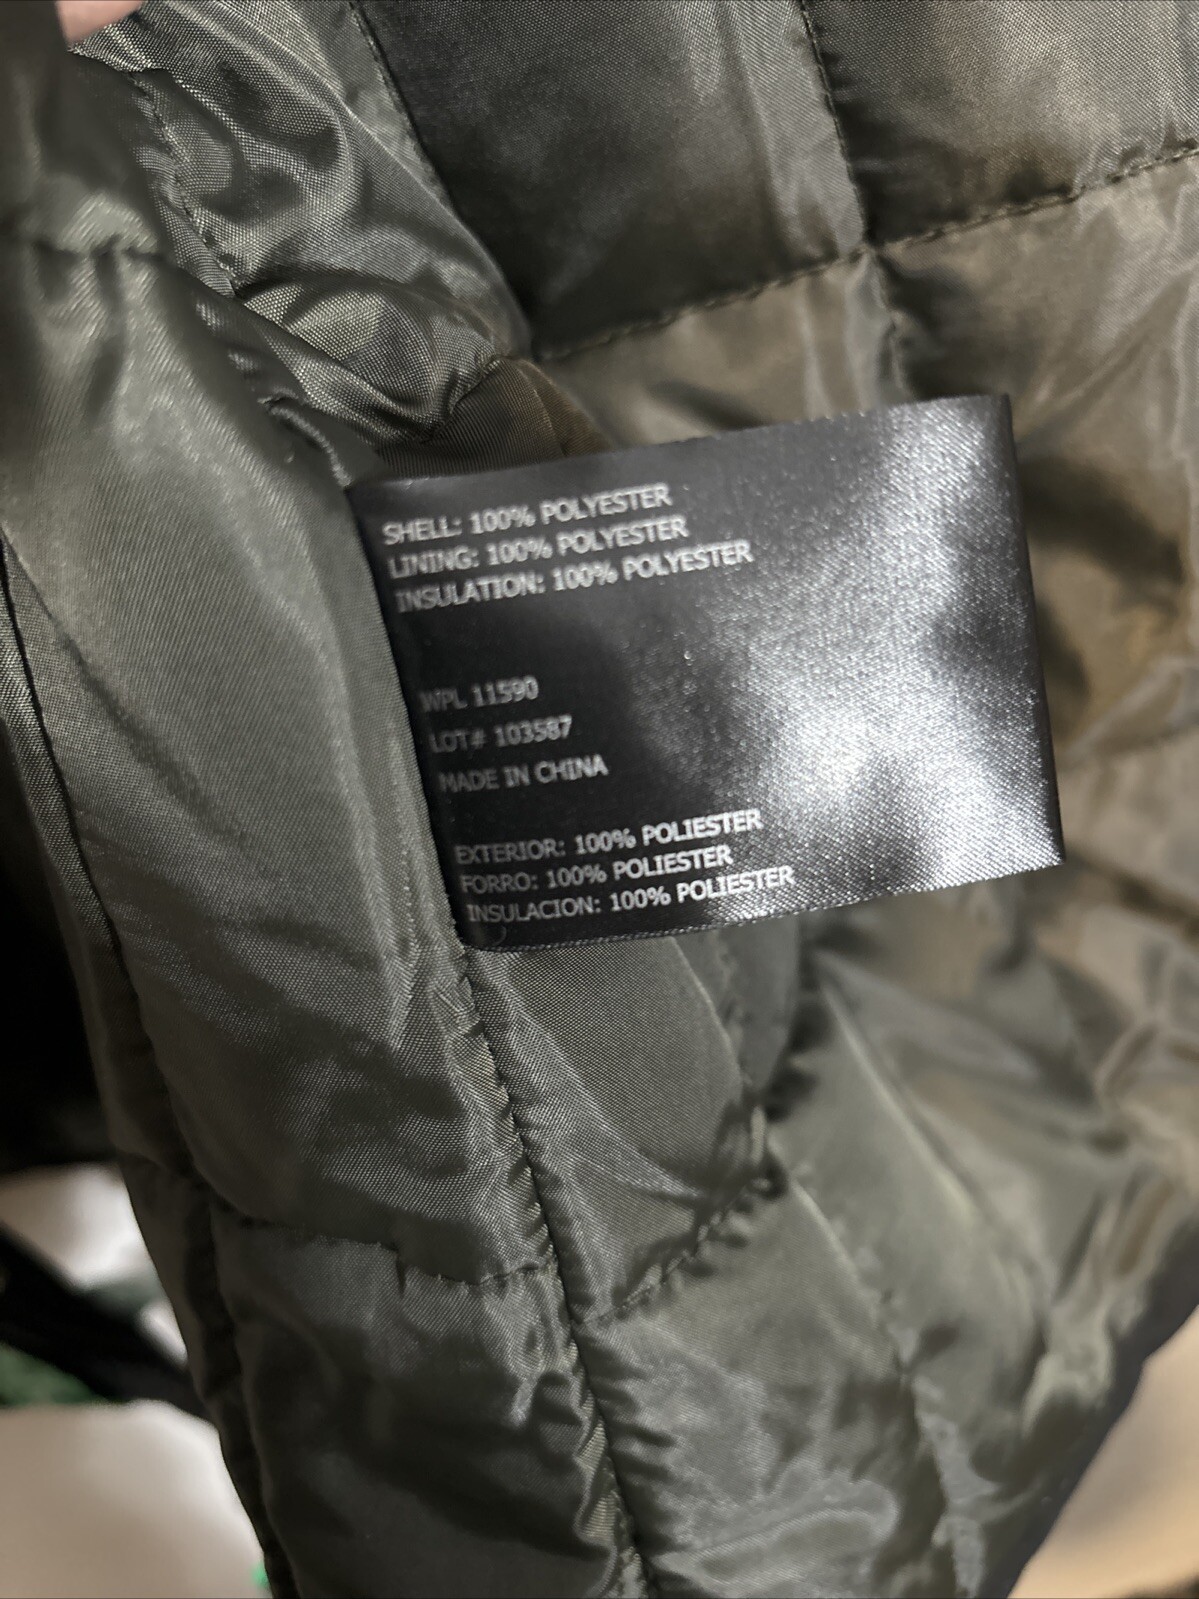 SHELL: 100% POLYESTER
LINING: 100% POLYESTER
INSULATION: 100% POLYESTER
WPL 11590
LOT# 103587
MADE IN CHINA
EXTERIOR: 100% POLIESTER
FORRO: 100% POLIESTER
INSULACION: 100% POLIESTER